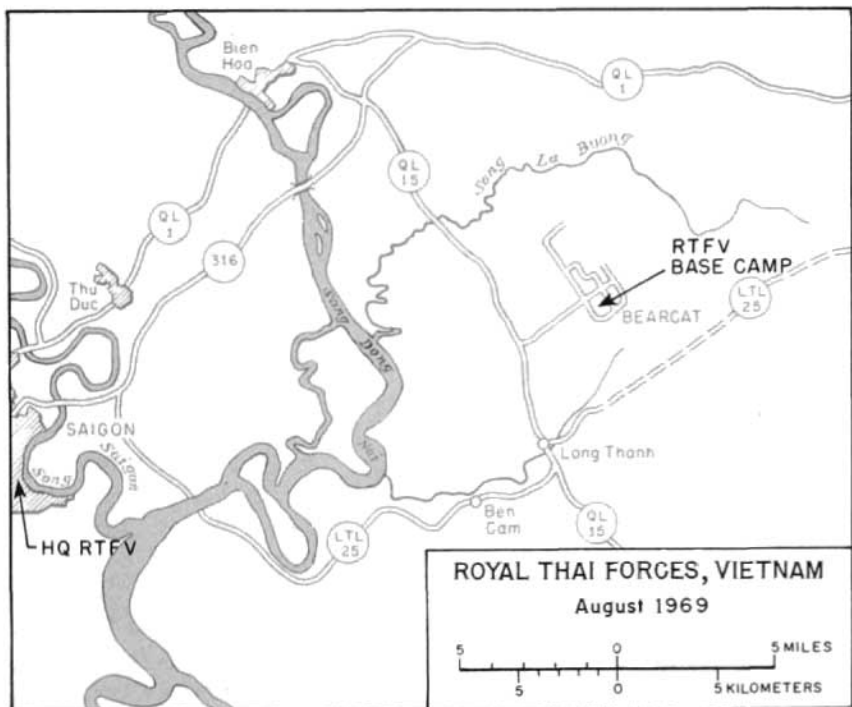 Bien
Hoa
QL
1
Song La Buong
QL
15
QL
1
316
RTFV
BASE CAMP
Thu
Duc
LTL
25
BEARCAT
Song Dong
Nai
SAIGON
Song Saigon
Long Thanh
HQ RTFV
Ben
Cam
LTL
25
QL
15
ROYAL THAI FORCES, VIETNAM
August 1969
5 0 5 MILES
5 0 5 KILOMETERS